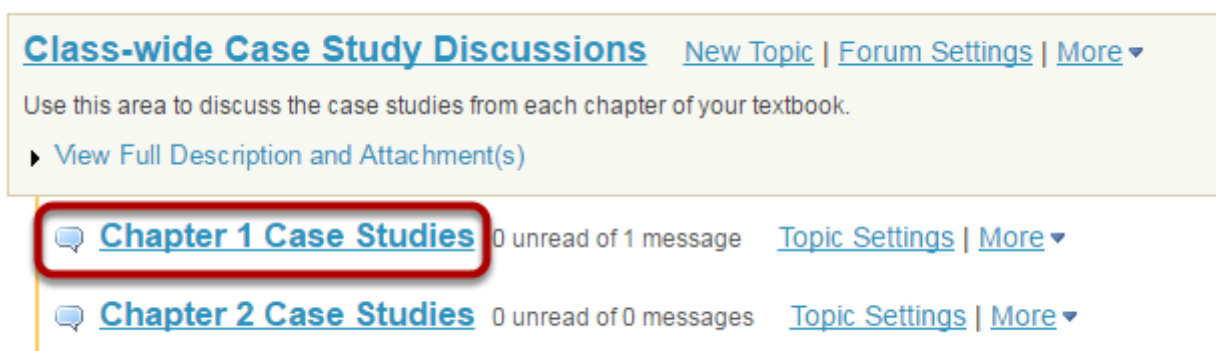 Class-wide Case Study Discussions New Topic | Forum Settings | More
Use this area to discuss the case studies from each chapter of your textbook.
View Full Description and Attachment(s)
Chapter 1 Case Studies 0 unread of 1 message Topic Settings | More
Chapter 2 Case Studies 0 unread of 0 messages Topic Settings | More